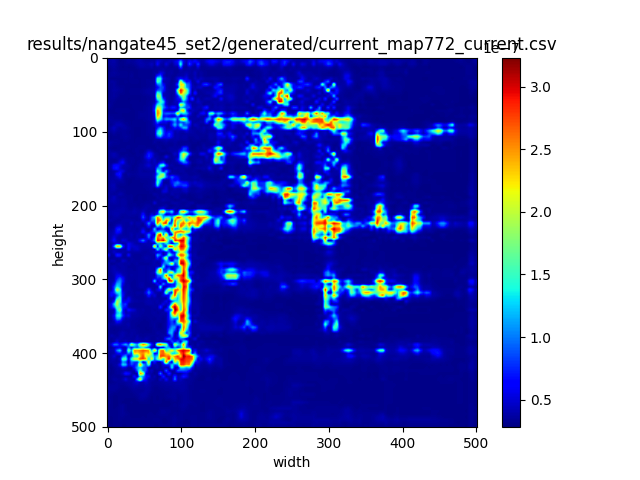 results/nangate45_set2/generated/current_map772_current.csv
1e−7
0
100
200
300
400
500
height
0 100 200 300 400 500
width
3.0
2.5
2.0
1.5
1.0
0.5